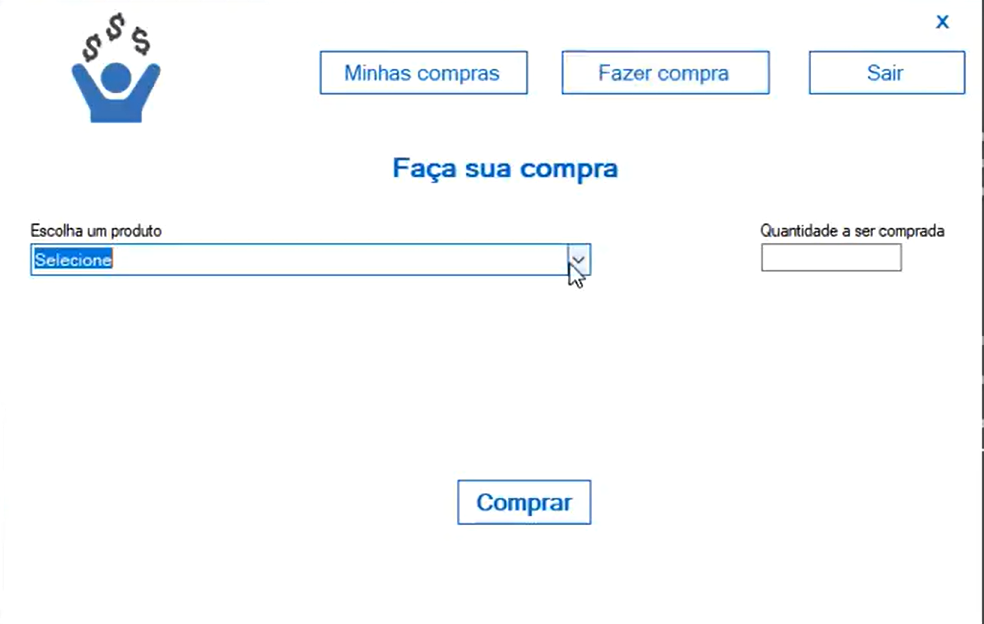 $ $ $
X
Minhas compras
Fazer compra
Sair
Faça sua compra
Escolha um produto
Quantidade a ser comprada
Selecione
Comprar